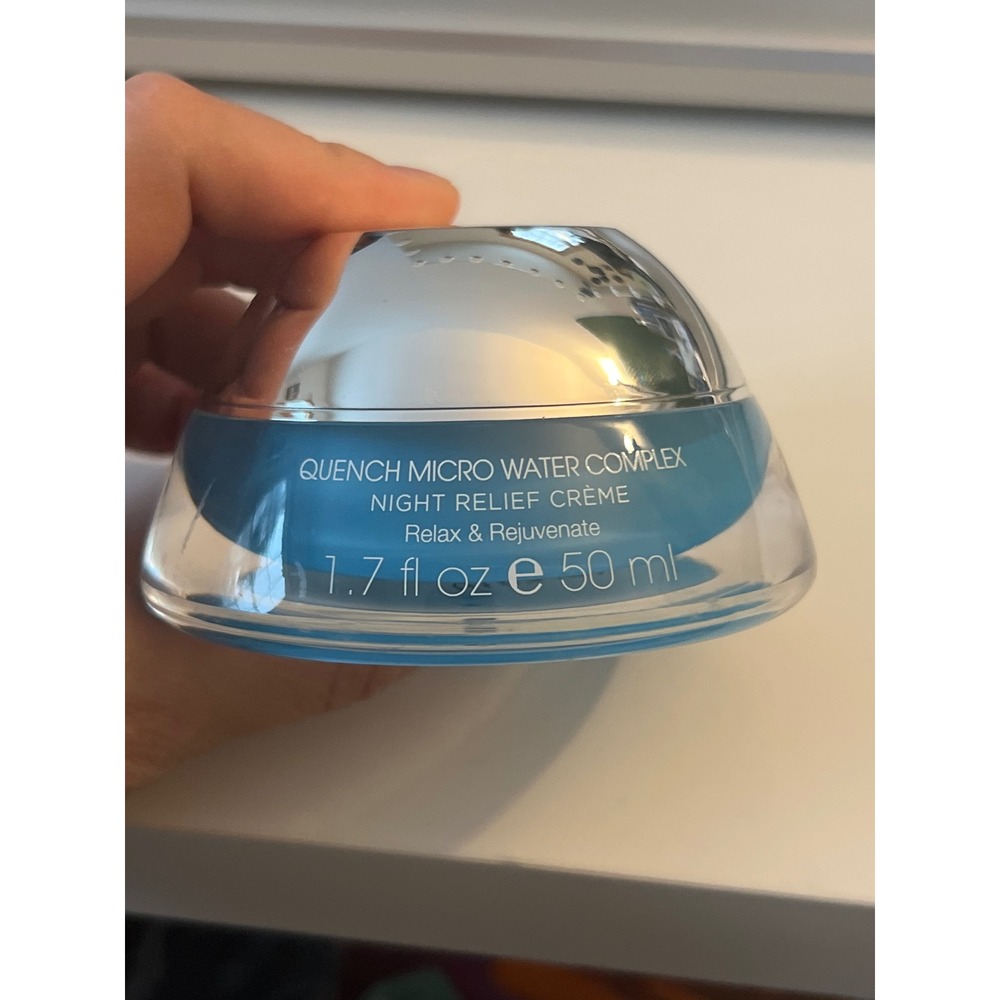 QUENCH MICRO WATER COMPLEX
NIGHT RELIEF CRÈME
Relax & Rejuvenate
1.7 fl oz e 50 ml